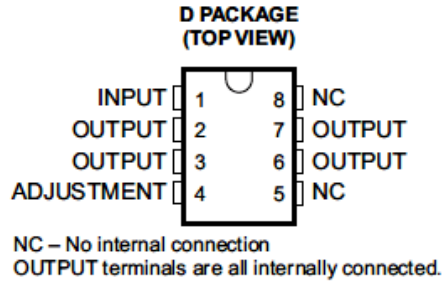 D PACKAGE
(TOP VIEW)
INPUT 1 8 NC
OUTPUT 2 7 OUTPUT
OUTPUT 3 6 OUTPUT
ADJUSTMENT 4 5 NC
NC – No internal connection
OUTPUT terminals are all internally connected.